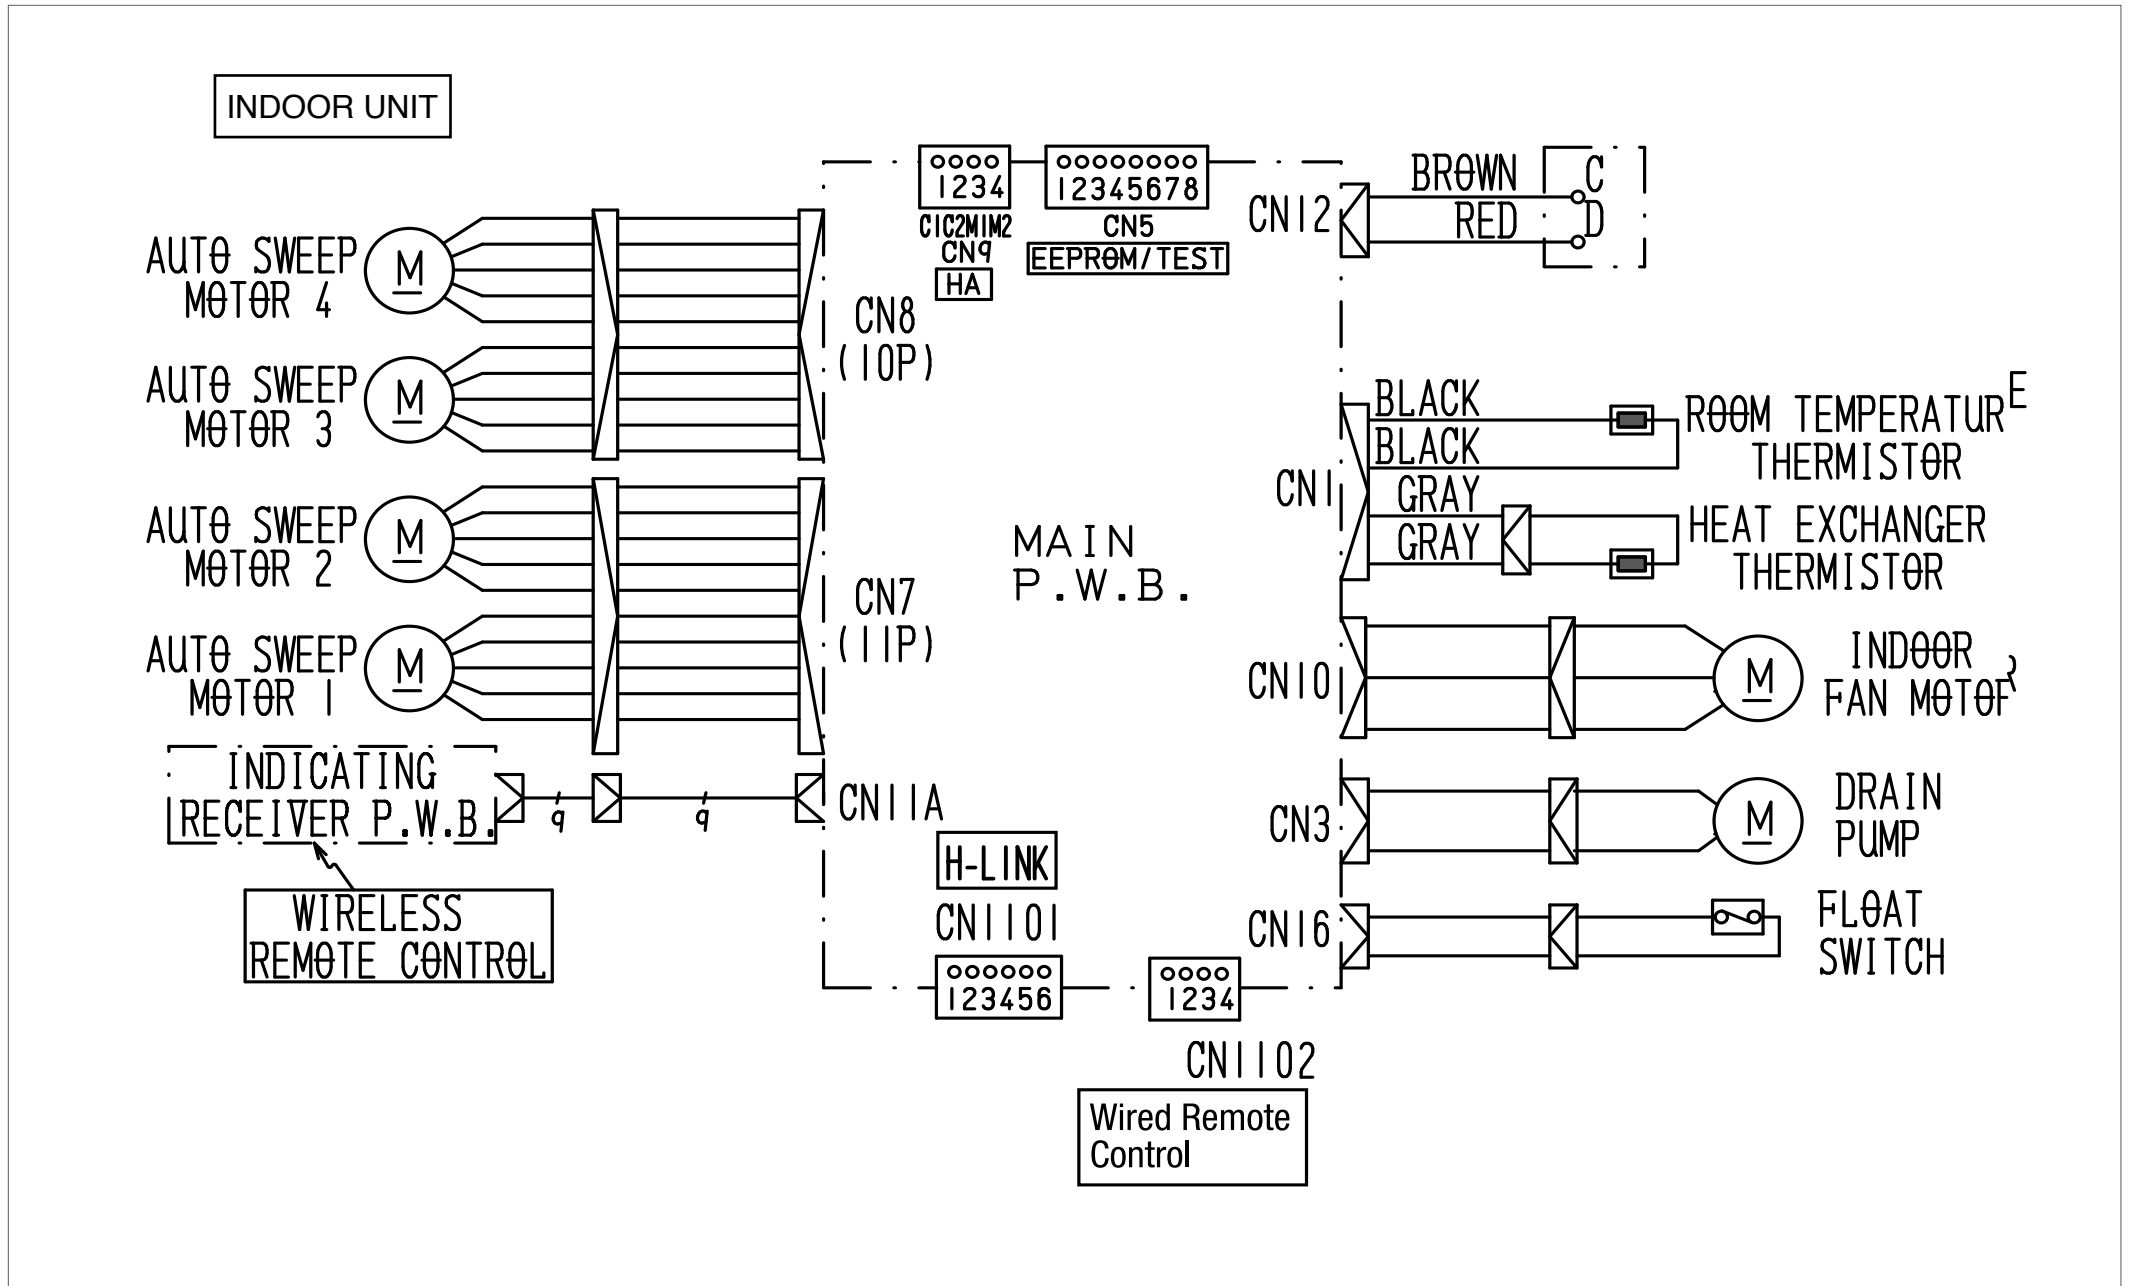 INDOOR UNIT
1234
C1C2M1M2
CN9
HA
12345678
CN5
EEPROM/TEST
CN12
BROWN
RED
C
D
AUTO SWEEP
MOTOR 4
M
AUTO SWEEP
MOTOR 3
M
CN8
(10P)
AUTO SWEEP
MOTOR 2
M
AUTO SWEEP
MOTOR 1
M
CN7
(11P)
MAIN
P.W.B.
CN1
BLACK
BLACK
GRAY
GRAY
ROOM TEMPERATURE
THERMISTOR
HEAT EXCHANGER
THERMISTOR
CN10
M
INDOOR
FAN MOTOR
INDICATING
RECEIVER P.W.B.
9
9
CN11A
WIRELESS
REMOTE CONTROL
CN3
M
DRAIN
PUMP
H-LINK
CN1101
123456
CN16
FLOAT
SWITCH
1234
CN1102
Wired Remote
Control